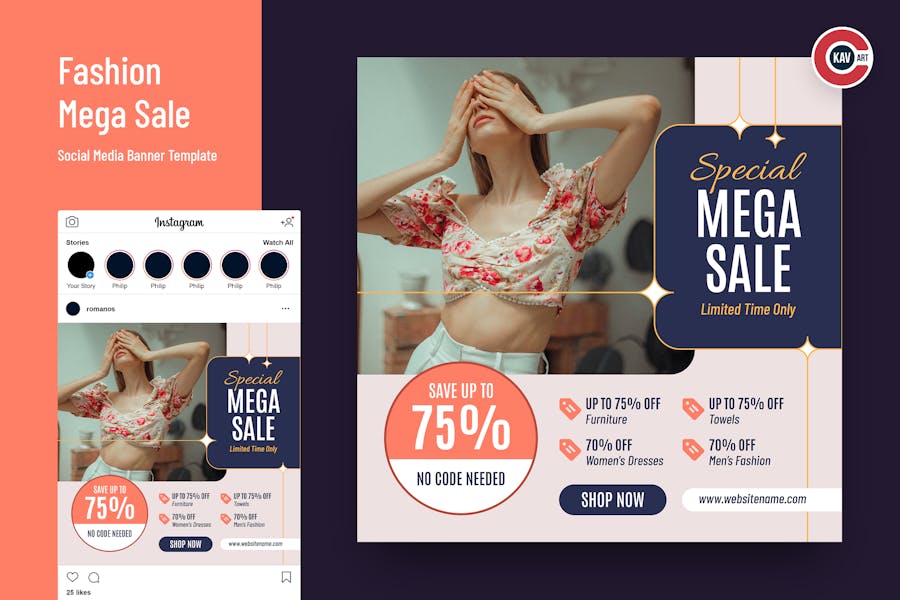 Fashion
Mega Sale
Social Media Banner Template
Instagram
Stories
Watch All
Your Story
Philip
Philip
Philip
Philip
Philip
romanos
Special
MEGA
SALE
Limited Time Only
SAVE UP TO
75%
NO CODE NEEDED
UP TO 75% OFF
Furniture
UP TO 75% OFF
Towels
70% OFF
Women's Dresses
70% OFF
Men's Fashion
SHOP NOW
www.websitename.com
25 likes
KAV
ART
Special
MEGA
SALE
Limited Time Only
SAVE UP TO
75%
NO CODE NEEDED
UP TO 75% OFF
Furniture
UP TO 75% OFF
Towels
70% OFF
Women's Dresses
70% OFF
Men's Fashion
SHOP NOW
www.websitename.com